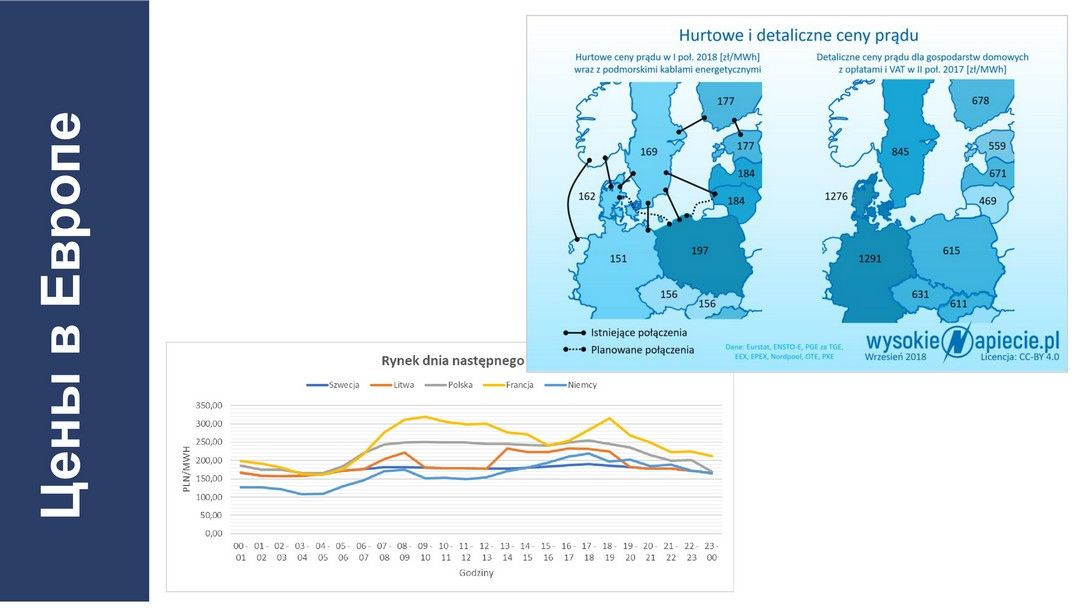 Цены в Европе
Hurtowe i detaliczne ceny prądu
Hurtowe ceny prądu w I poł. 2018 [zł/MWh]
wraz z podmorskimi kablami energetycznymi
177
169
177
184
184
162
197
151
156
156
Istniejące połączenia
Planowane połączenia
Detaliczne ceny prądu dla gospodarstw domowych
z opłatami i VAT w II poł. 2017 [zł/MWh]
678
845
559
671
469
1276
615
1291
631
611
Dane: Eurostat, ENSTO-E, PGE za TGE,
EEX, EPEX, Nordpool, OTE, PXE
wysokie Napiecie.pl
Wrzesień 2018
Licencja: CC-BY 4.0
Rynek dnia następnego
Szwecja Litwa Polska Francja Niemcy
PLN/MWH
350,00
300,00
250,00
200,00
150,00
100,00
50,00
0,00
00 - 01 - 02 - 03 - 04 - 05 - 06 - 07 - 08 - 09 - 10 - 11 - 12 - 13 - 14 - 15 - 16 - 17 - 18 - 19 - 20 - 21 - 22 - 23 -
01 02 03 04 05 06 07 08 09 10 11 12 13 14 15 16 17 18 19 20 21 22 23 00
Godziny